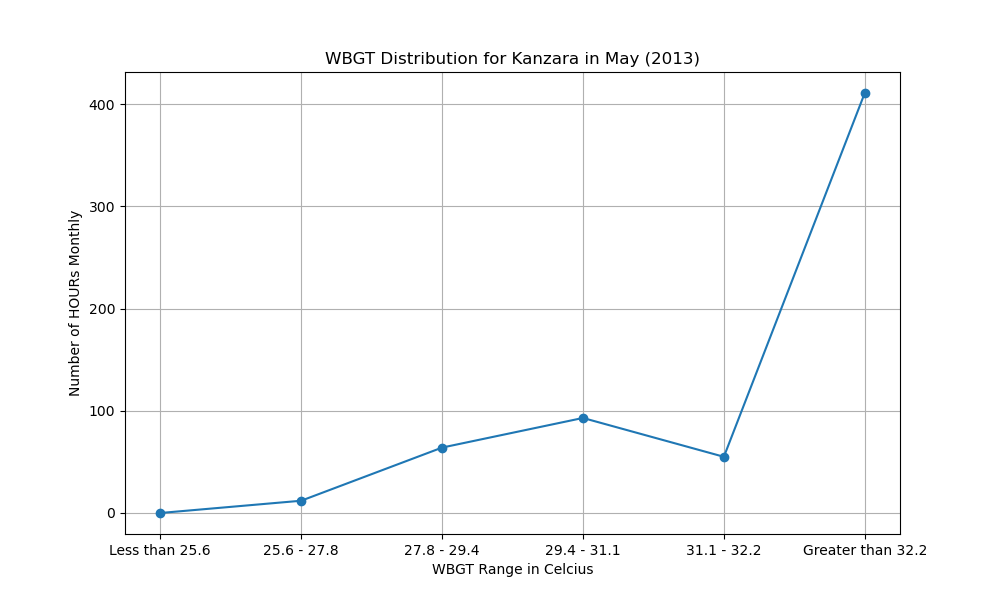 WBGT Distribution for Kanzara in May (2013)
Number of HOURs Monthly
400
300
200
100
0
Less than 25.6
25.6 - 27.8
27.8 - 29.4
29.4 - 31.1
31.1 - 32.2
Greater than 32.2
WBGT Range in Celcius